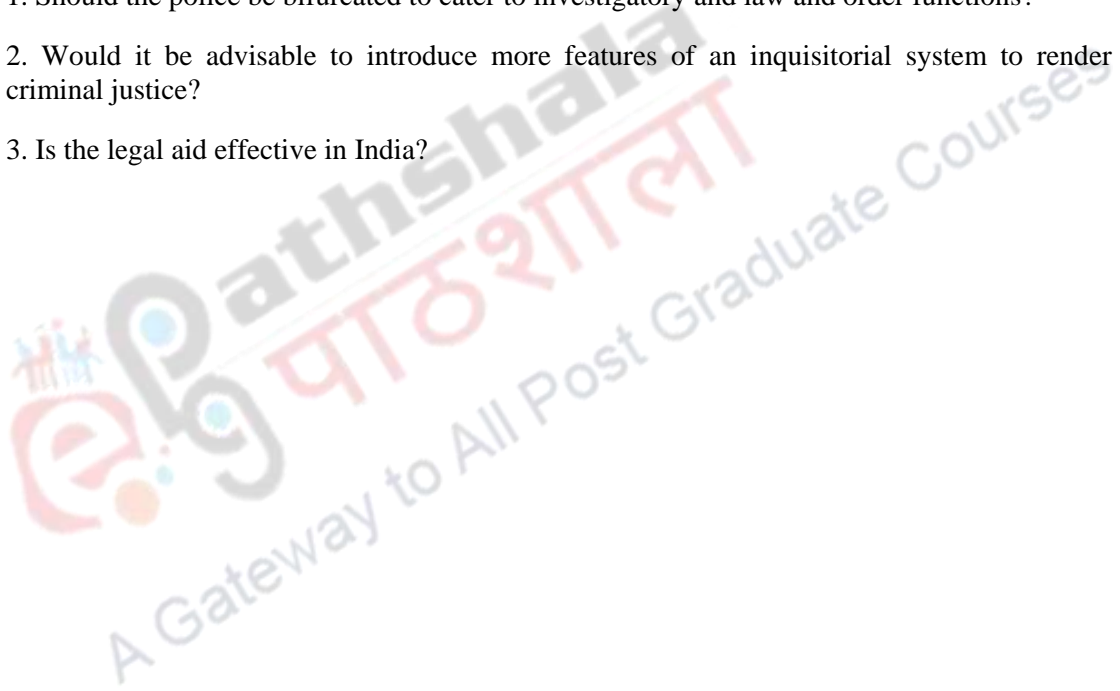 1. Should the police be bifurcated to cater to investigatory and law and order functions?
2. Would it be advisable to introduce more features of an inquisitorial system to render
criminal justice?
3. Is the legal aid effective in India?
ePG Pathshala
पाठशाला
A Gateway to All Post Graduate Courses